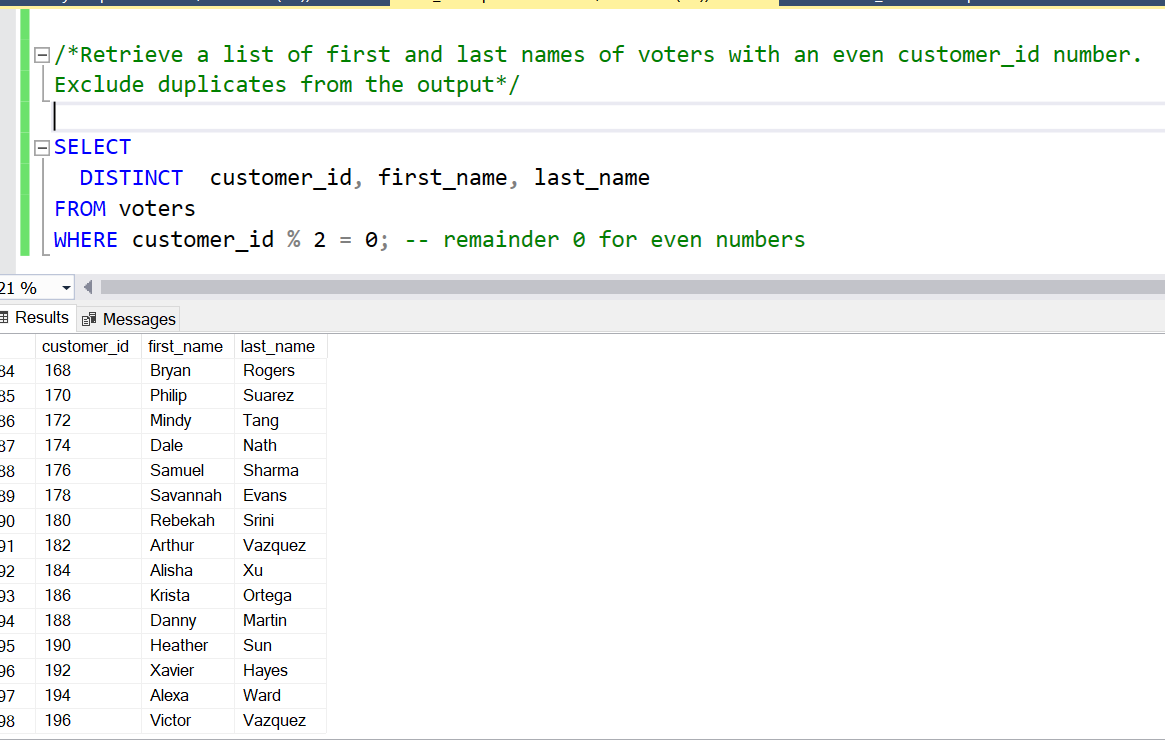 /*Retrieve a list of first and last names of voters with an even customer_id number.
Exclude duplicates from the output*/
SELECT
DISTINCT customer_id, first_name, last_name
FROM voters
WHERE customer_id % 2 = 0; -- remainder 0 for even numbers
21 %
Results Messages
customer_id first_name last_name
84 168 Bryan Rogers
85 170 Philip Suarez
86 172 Mindy Tang
87 174 Dale Nath
88 176 Samuel Sharma
89 178 Savannah Evans
90 180 Rebekah Srini
91 182 Arthur Vazquez
92 184 Alisha Xu
93 186 Krista Ortega
94 188 Danny Martin
95 190 Heather Sun
96 192 Xavier Hayes
97 194 Alexa Ward
98 196 Victor Vazquez